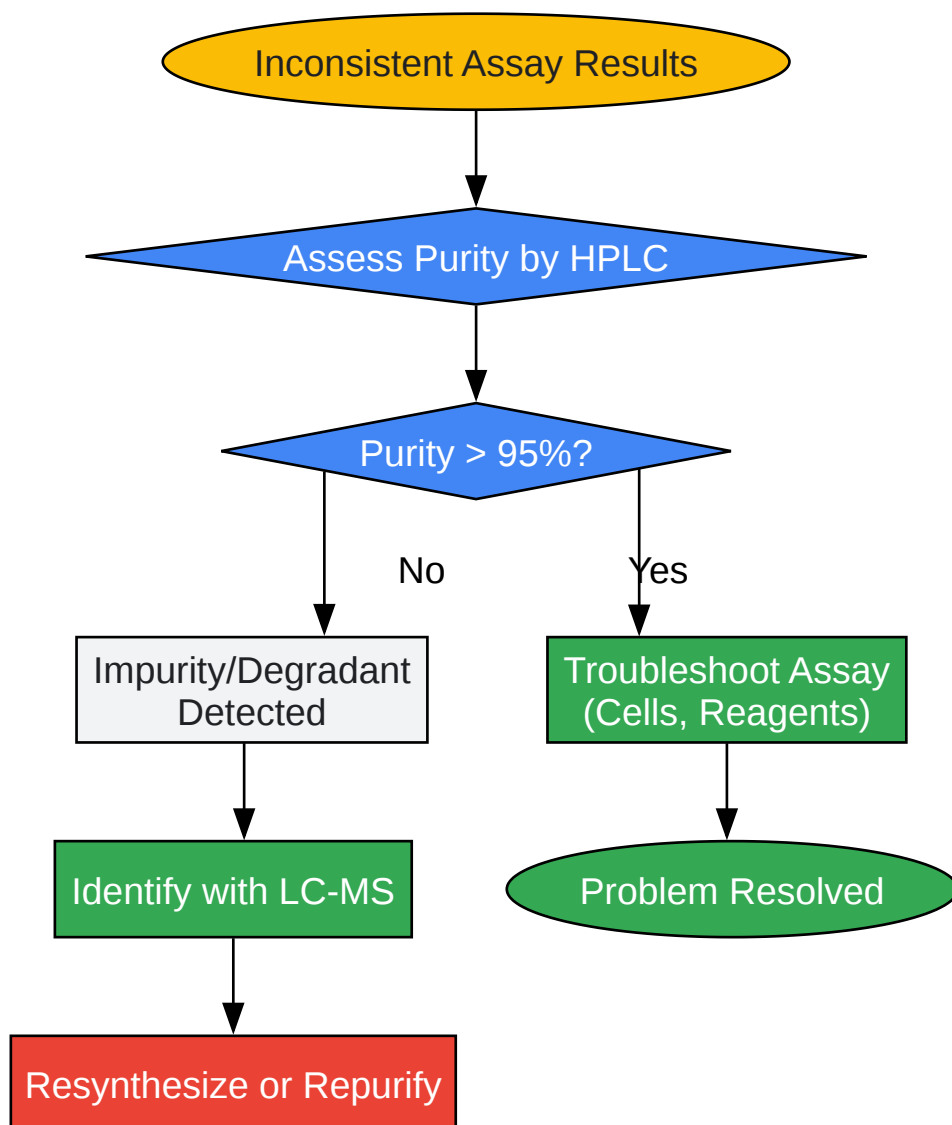 Inconsistent Assay Results
Assess Purity by HPLC
Purity > 95%?
No
Yes
Impurity/Degradant
Detected
Troubleshoot Assay
(Cells, Reagents)
Identify with LC-MS
Problem Resolved
Resynthesize or Repurify